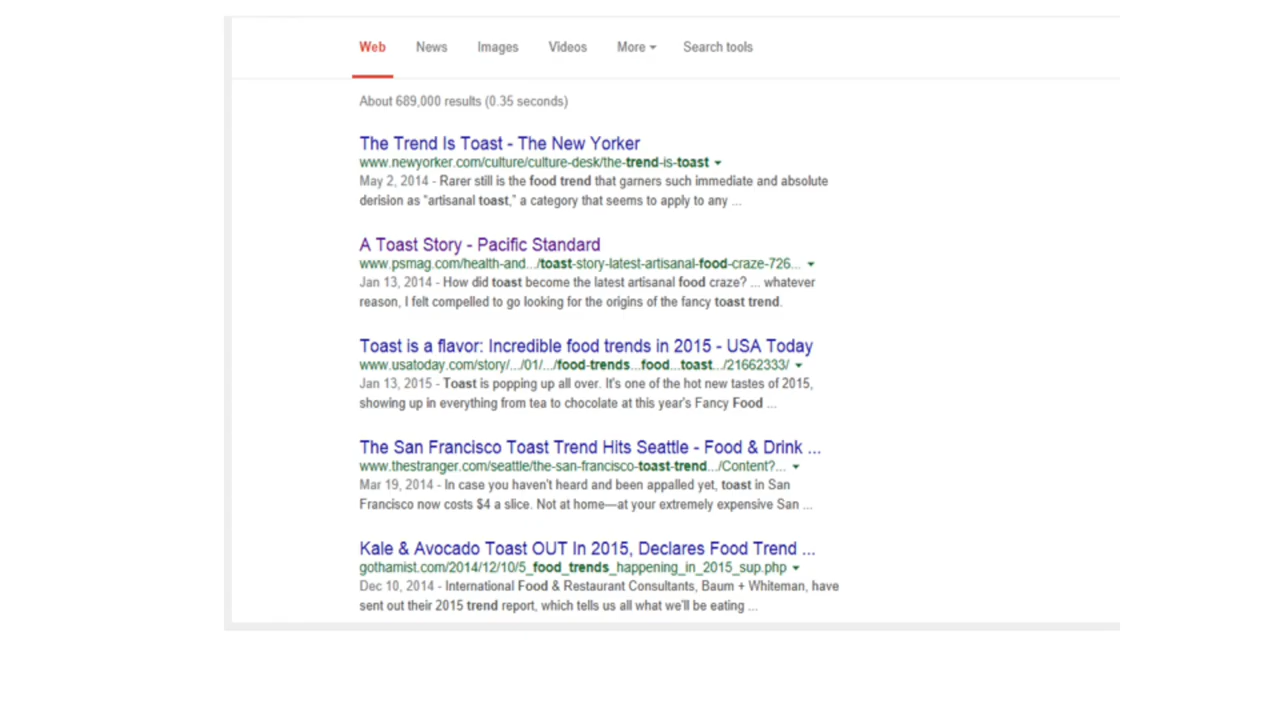 Web News Images Videos More Search tools
About 689,000 results (0.35 seconds)
The Trend Is Toast - The New Yorker
www.newyorker.com/culture/culture-desk/the-trend-is-toast
May 2, 2014 - Rarer still is the food trend that garners such immediate and absolute
derision as "artisanal toast," a category that seems to apply to any ...
A Toast Story - Pacific Standard
www.psmag.com/health-and.../toast-story-latest-artisanal-food-craze-726...
Jan 13, 2014 - How did toast become the latest artisanal food craze? ... whatever
reason, I felt compelled to go looking for the origins of the fancy toast trend.
Toast is a flavor: Incredible food trends in 2015 - USA Today
www.usatoday.com/story/.../01/.../food-trends...food...toast.../21662333/
Jan 13, 2015 - Toast is popping up all over. It's one of the hot new tastes of 2015,
showing up in everything from tea to chocolate at this year's Fancy Food ...
The San Francisco Toast Trend Hits Seattle - Food & Drink ...
www.thestranger.com/seattle/the-san-francisco-toast-trend.../Content?...
Mar 19, 2014 - In case you haven't heard and been appalled yet, toast in San
Francisco now costs $4 a slice. Not at home—at your extremely expensive San ...
Kale & Avocado Toast OUT In 2015, Declares Food Trend ...
gothamist.com/2014/12/10/5_food_trends_happening_in_2015_sup.php
Dec 10, 2014 - International Food & Restaurant Consultants, Baum + Whiteman, have
sent out their 2015 trend report, which tells us all what we'll be eating ...